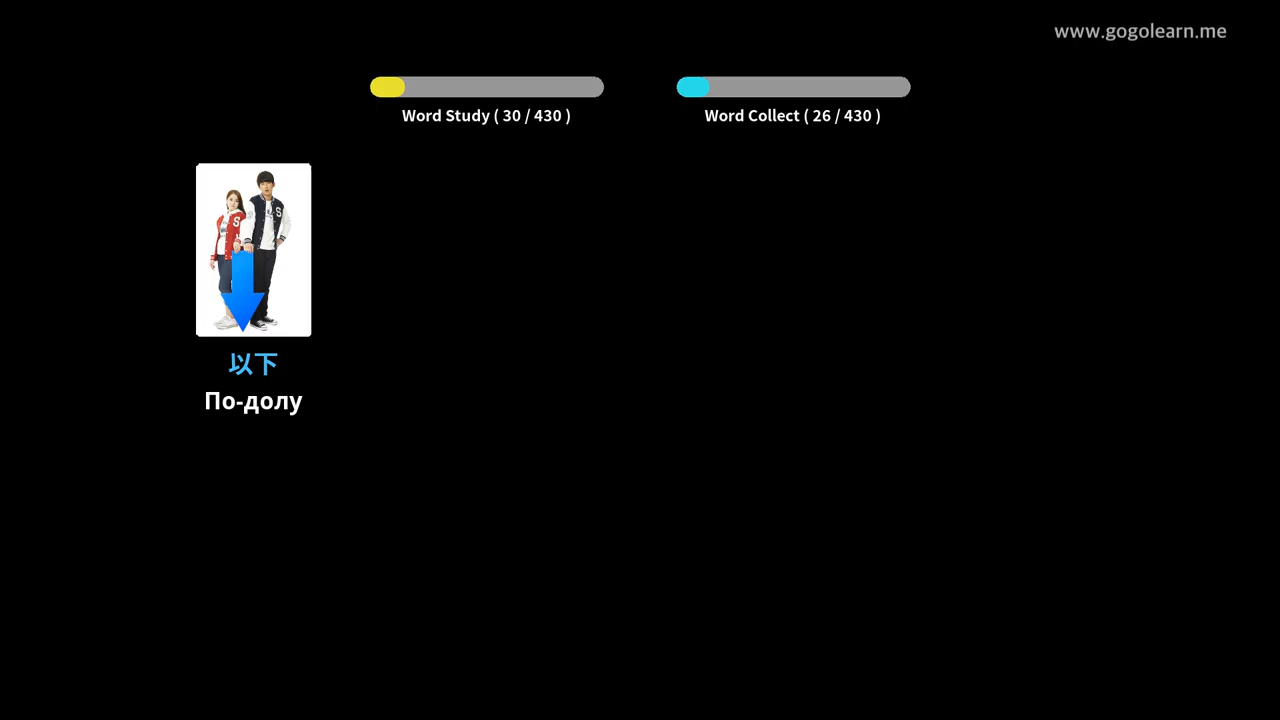 www.gogolearn.me
Word Study ( 30 / 430 )
Word Collect ( 26 / 430 )
S
S
以下
По-долу